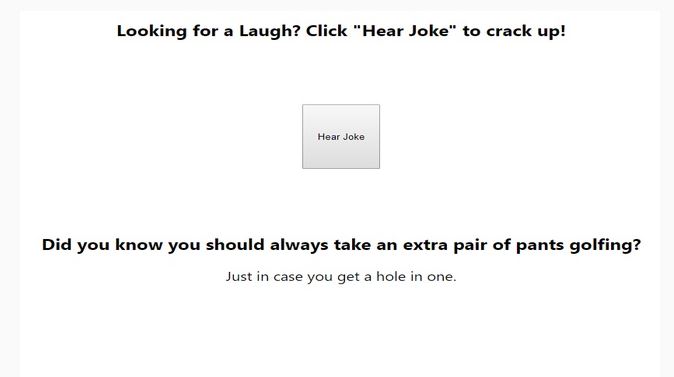 Looking for a Laugh? Click "Hear Joke" to crack up!
Hear Joke
Did you know you should always take an extra pair of pants golfing?
Just in case you get a hole in one.